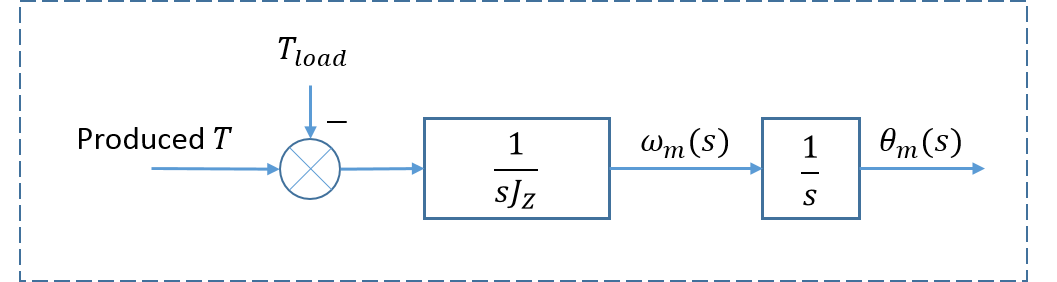 T_load
−
Produced T
1
sJ_Z
ω_m(s)
1
s
θ_m(s)